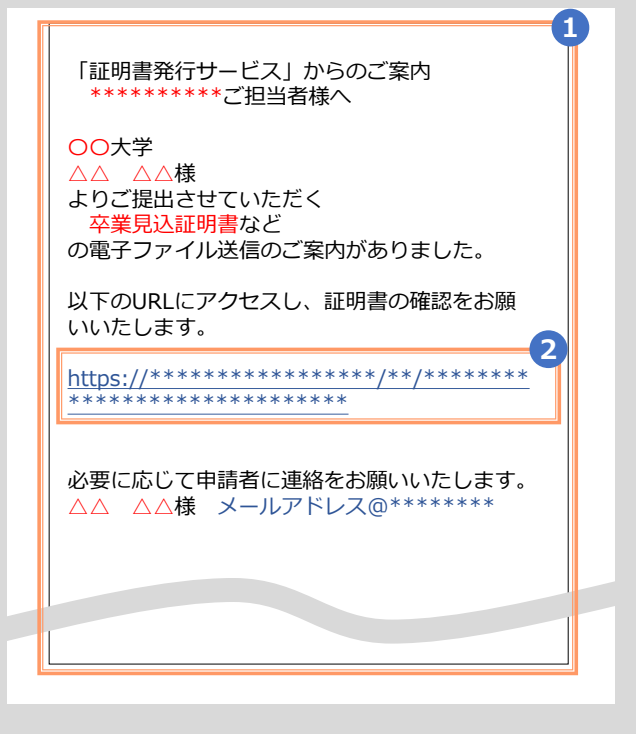 1
「証明書発行サービス」からのご案内
**********ご担当者様へ
〇〇大学
△△　△△様
よりご提出させていただく
卒業見込証明書など
の電子ファイル送信のご案内がありました。
以下のURLにアクセスし、証明書の確認をお願
いいたします。
2
https://*****************/**/********
*********************
必要に応じて申請者に連絡をお願いいたします。
△△　△△様　メールアドレス@********